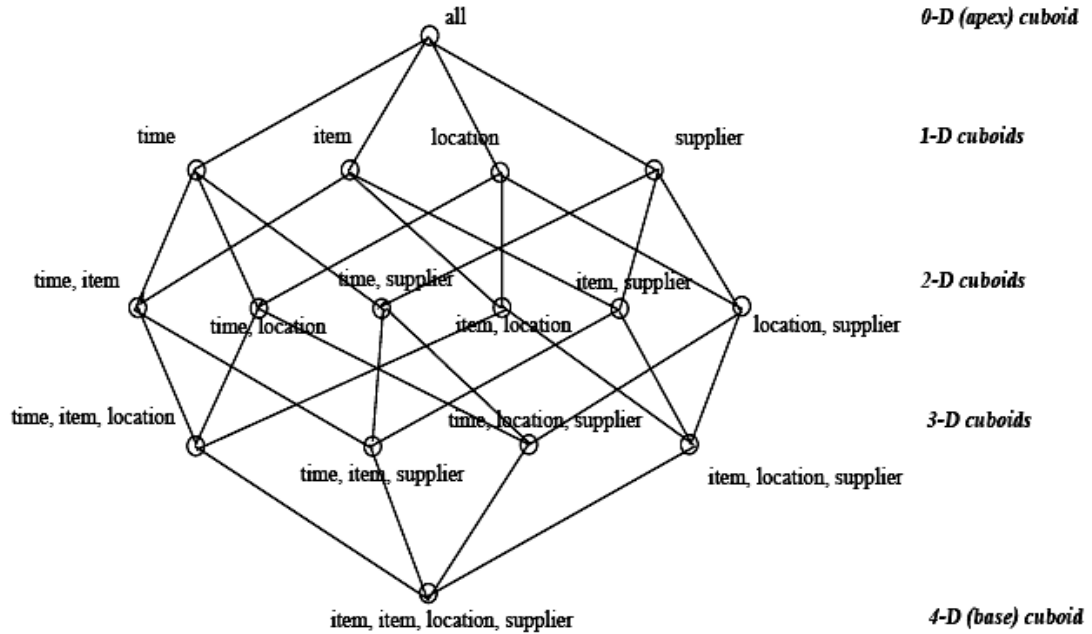 all
0-D (apex) cuboid
time
item
location
supplier
1-D cuboids
time, item
time, supplier
item, supplier
2-D cuboids
time, location
item, location
location, supplier
time, item, location
time, location, supplier
3-D cuboids
time, item, supplier
item, location, supplier
item, item, location, supplier
4-D (base) cuboid